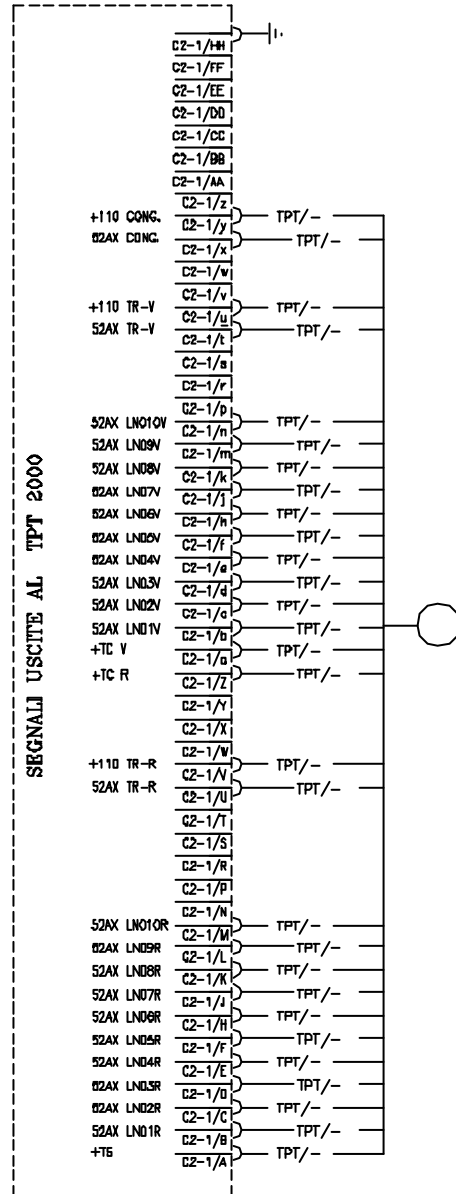 SEGNALI USCITE AL TPT 2000
C2-1/HH
C2-1/FF
C2-1/EE
C2-1/DD
C2-1/CC
C2-1/BB
C2-1/AA
C2-1/z
+110 CONG. TPT/-
C2-1/y
52AX CONG. TPT/-
C2-1/x
C2-1/w
C2-1/v
+110 TR-V TPT/-
C2-1/u
52AX TR-V TPT/-
C2-1/t
C2-1/s
C2-1/r
C2-1/p
52AX LN010V TPT/-
C2-1/n
52AX LN09V TPT/-
C2-1/m
52AX LN08V TPT/-
C2-1/k
52AX LN07V TPT/-
C2-1/j
52AX LN06V TPT/-
C2-1/h
52AX LN05V TPT/-
C2-1/f
52AX LN04V TPT/-
C2-1/e
52AX LN03V TPT/-
C2-1/d
52AX LN02V TPT/-
C2-1/c
52AX LN01V TPT/-
C2-1/b
+TC V TPT/-
C2-1/a
+TC R TPT/-
C2-1/Z
C2-1/Y
C2-1/X
C2-1/W
+110 TR-R TPT/-
C2-1/V
52AX TR-R TPT/-
C2-1/U
C2-1/T
C2-1/S
C2-1/R
C2-1/P
C2-1/N
52AX LN010R TPT/-
C2-1/M
52AX LN09R TPT/-
C2-1/L
52AX LN08R TPT/-
C2-1/K
52AX LN07R TPT/-
C2-1/J
52AX LN06R TPT/-
C2-1/H
52AX LN05R TPT/-
C2-1/F
52AX LN04R TPT/-
C2-1/E
52AX LN03R TPT/-
C2-1/D
52AX LN02R TPT/-
C2-1/C
52AX LN01R TPT/-
C2-1/B
+TS TPT/-
C2-1/A